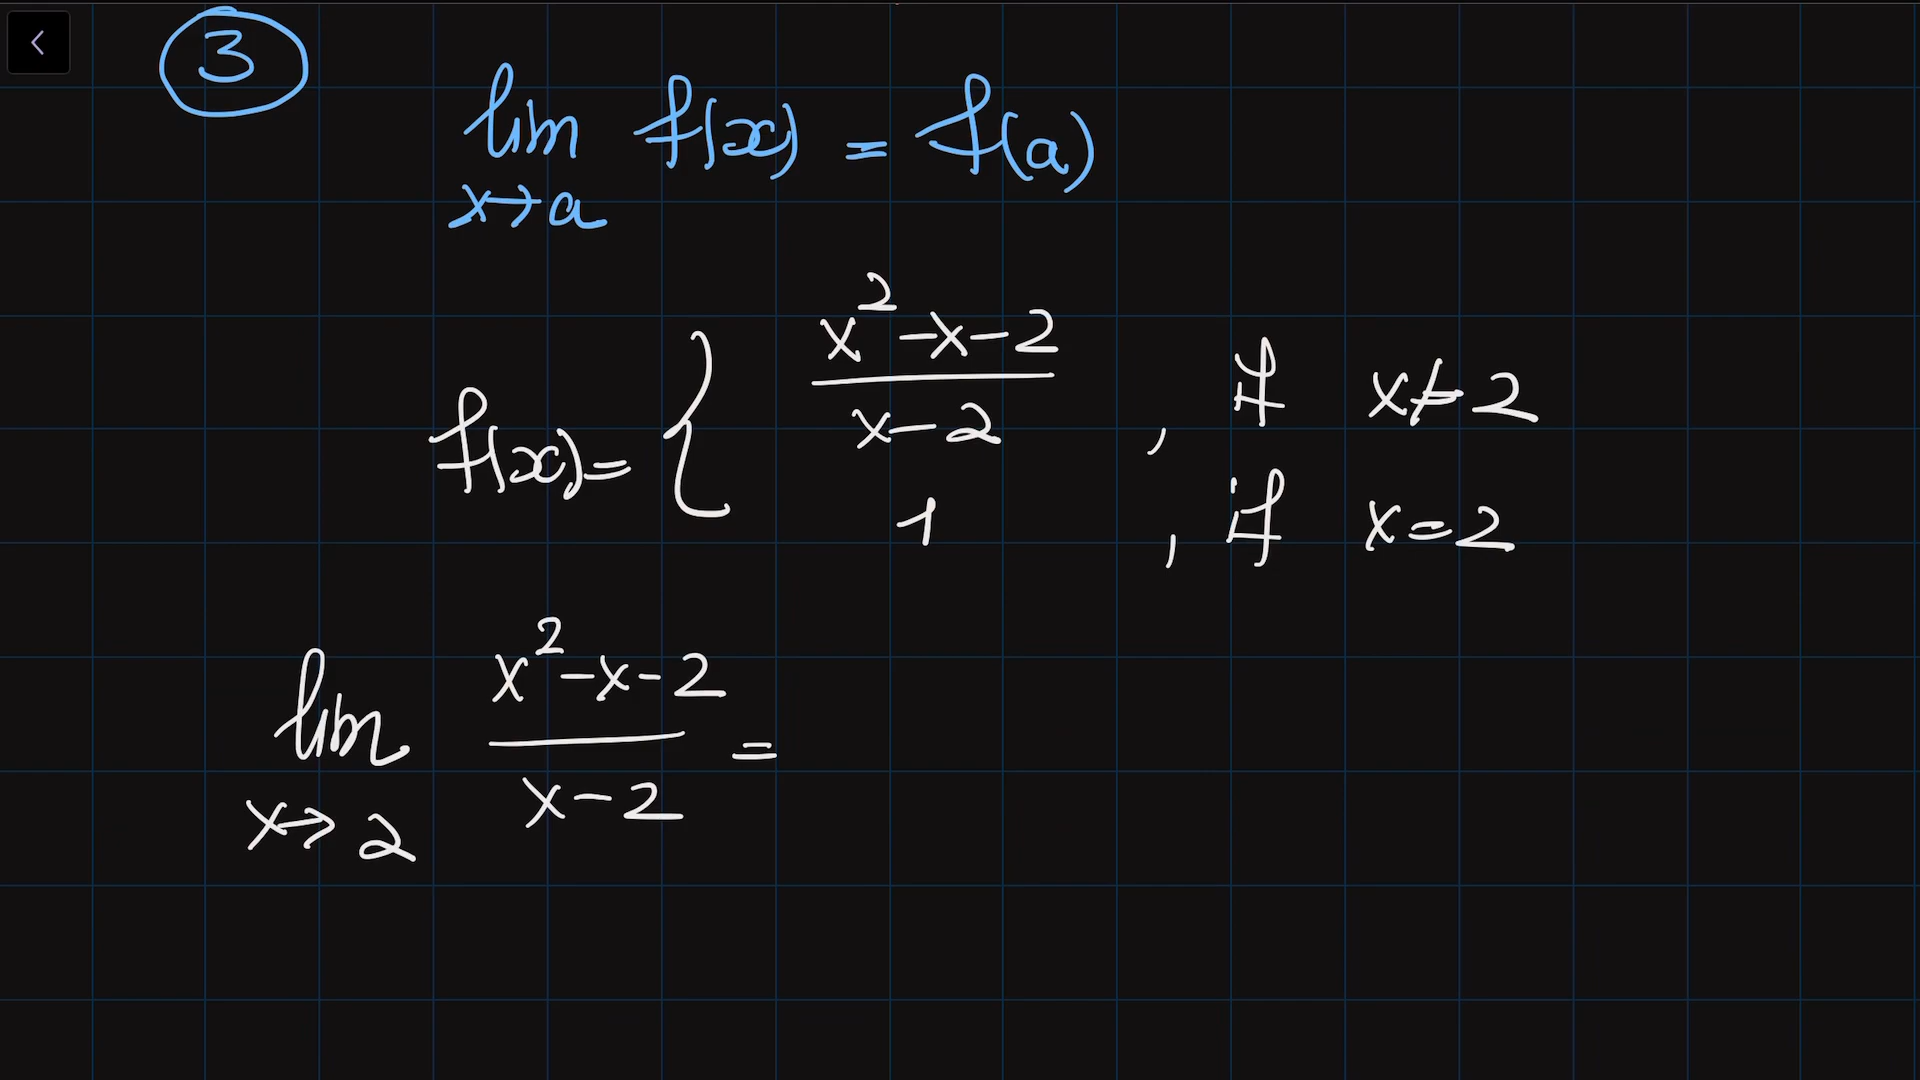 3
lim f(x) = f(a)
x→a
x²-x-2
x-2 , if x≠2
f(x)= {
1 , if x=2
lim x²-x-2
x→2 x-2 =